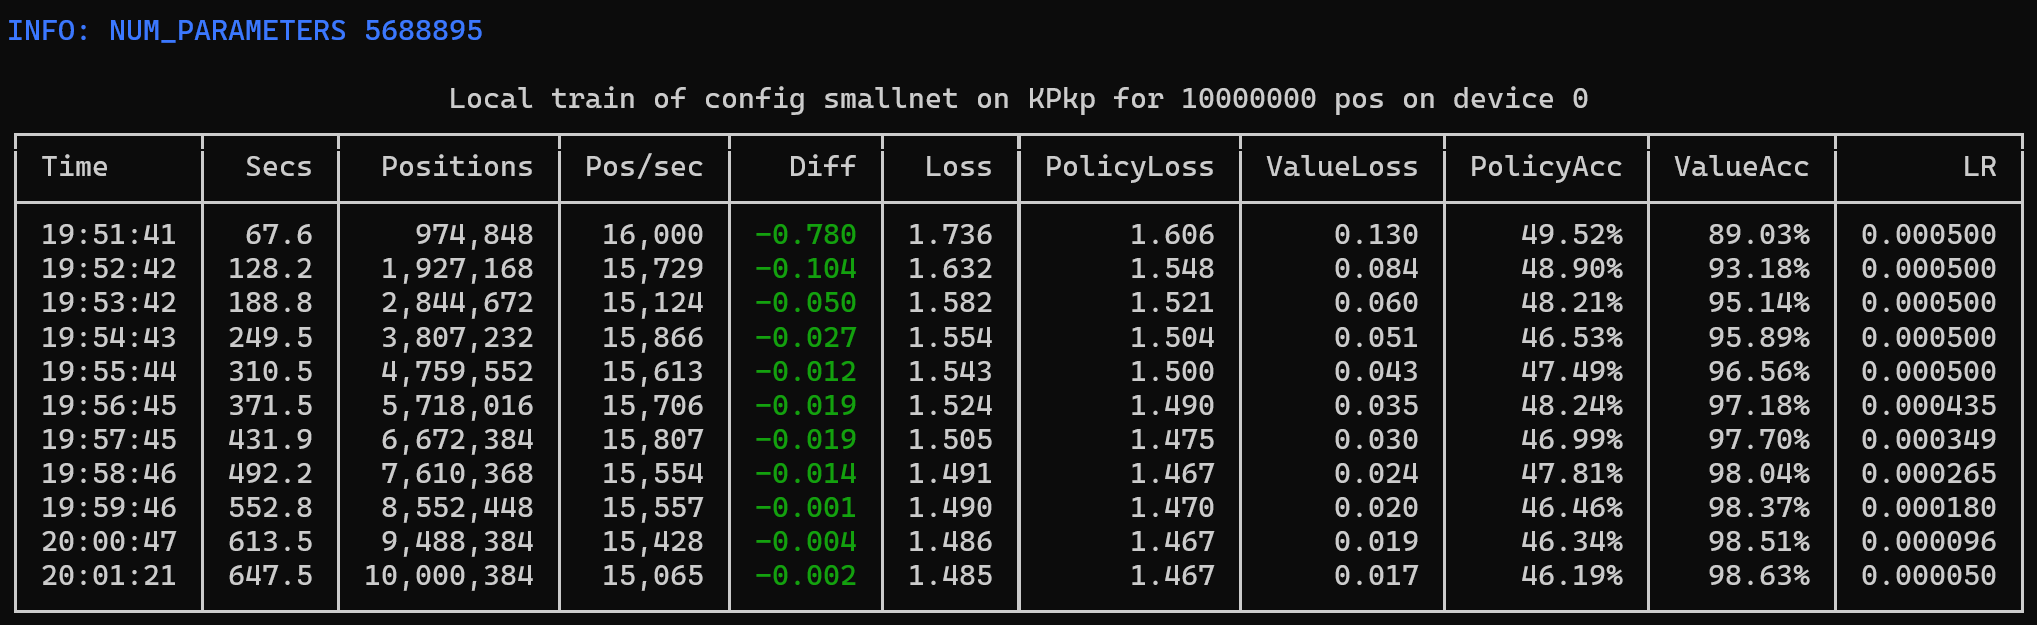 INFO: NUM_PARAMETERS 5688895
Local train of config smallnet on KPkp for 10000000 pos on device 0
Time Secs Positions Pos/sec Diff Loss PolicyLoss ValueLoss PolicyAcc ValueAcc LR
19:51:41 67.6 974,848 16,000 -0.780 1.736 1.606 0.130 49.52% 89.03% 0.000500
19:52:42 128.2 1,927,168 15,729 -0.104 1.632 1.548 0.084 48.90% 93.18% 0.000500
19:53:42 188.8 2,844,672 15,124 -0.050 1.582 1.521 0.060 48.21% 95.14% 0.000500
19:54:43 249.5 3,807,232 15,866 -0.027 1.554 1.504 0.051 46.53% 95.89% 0.000500
19:55:44 310.5 4,759,552 15,613 -0.012 1.543 1.500 0.043 47.49% 96.56% 0.000500
19:56:45 371.5 5,718,016 15,706 -0.019 1.524 1.490 0.035 48.24% 97.18% 0.000435
19:57:45 431.9 6,672,384 15,807 -0.019 1.505 1.475 0.030 46.99% 97.70% 0.000349
19:58:46 492.2 7,610,368 15,554 -0.014 1.491 1.467 0.024 47.81% 98.04% 0.000265
19:59:46 552.8 8,552,448 15,557 -0.001 1.490 1.470 0.020 46.46% 98.37% 0.000180
20:00:47 613.5 9,488,384 15,428 -0.004 1.486 1.467 0.019 46.34% 98.51% 0.000096
20:01:21 647.5 10,000,384 15,065 -0.002 1.485 1.467 0.017 46.19% 98.63% 0.000050